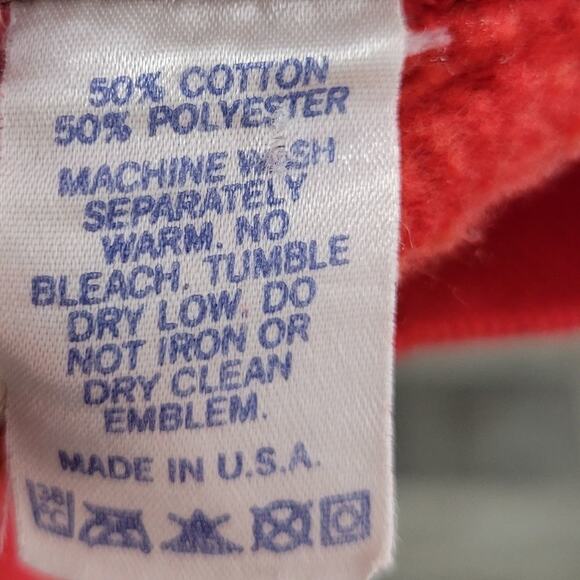 50% COTTON
50% POLYESTER
MACHINE WASH
SEPARATELY
WARM. NO
BLEACH. TUMBLE
DRY LOW. DO
NOT IRON OR
DRY CLEAN
EMBLEM.
MADE IN U.S.A.